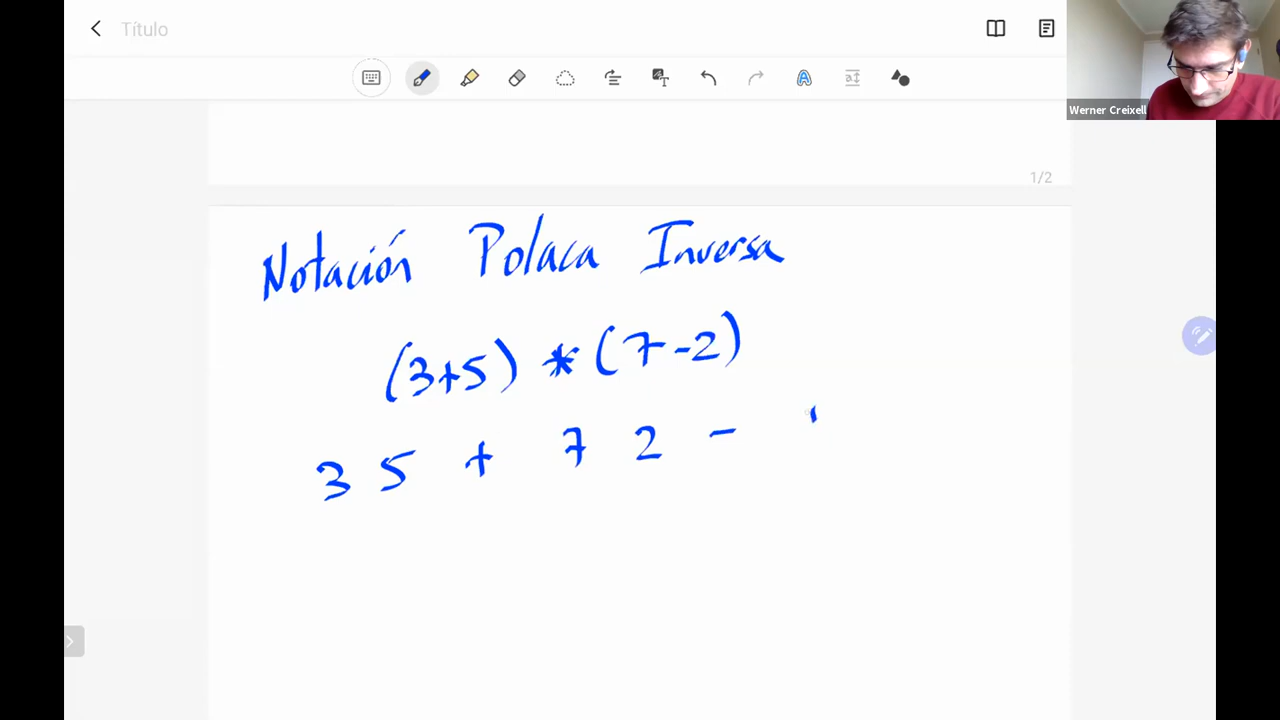 Título
Werner Creixell
1/2
Notación Polaca Inversa
(3+5) * (7-2)
3 5 + 7 2 -